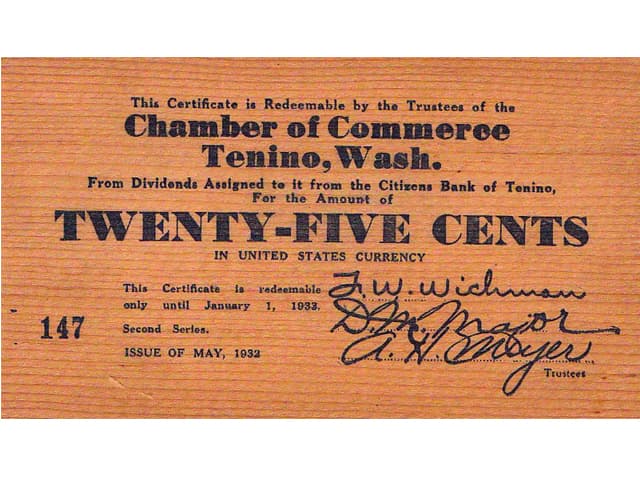 This Certificate is Redeemable by the Trustees of the
Chamber of Commerce
Tenino, Wash.
From Dividends Assigned to it from the Citizens Bank of Tenino,
For the Amount of
TWENTY-FIVE CENTS
IN UNITED STATES CURRENCY
This Certificate is redeemable
only until January 1, 1933.
147
Second Series.
ISSUE OF MAY, 1932
F. W. Wichman
D. M. Major
A. H. Meyer
Trustees